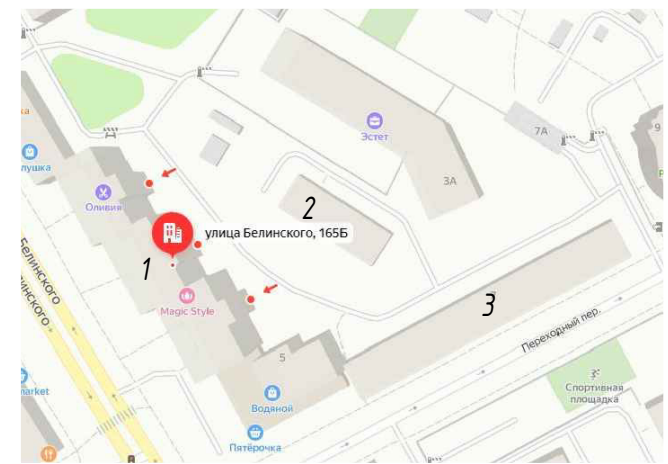 7А
9
Эстет
лушка
3А
Оливия
2
улица Белинского, 165Б
1
Белинского
Magic Style
3
Переходный пер.
5
Спортивная
площадка
Водяной
market
Пятёрочка